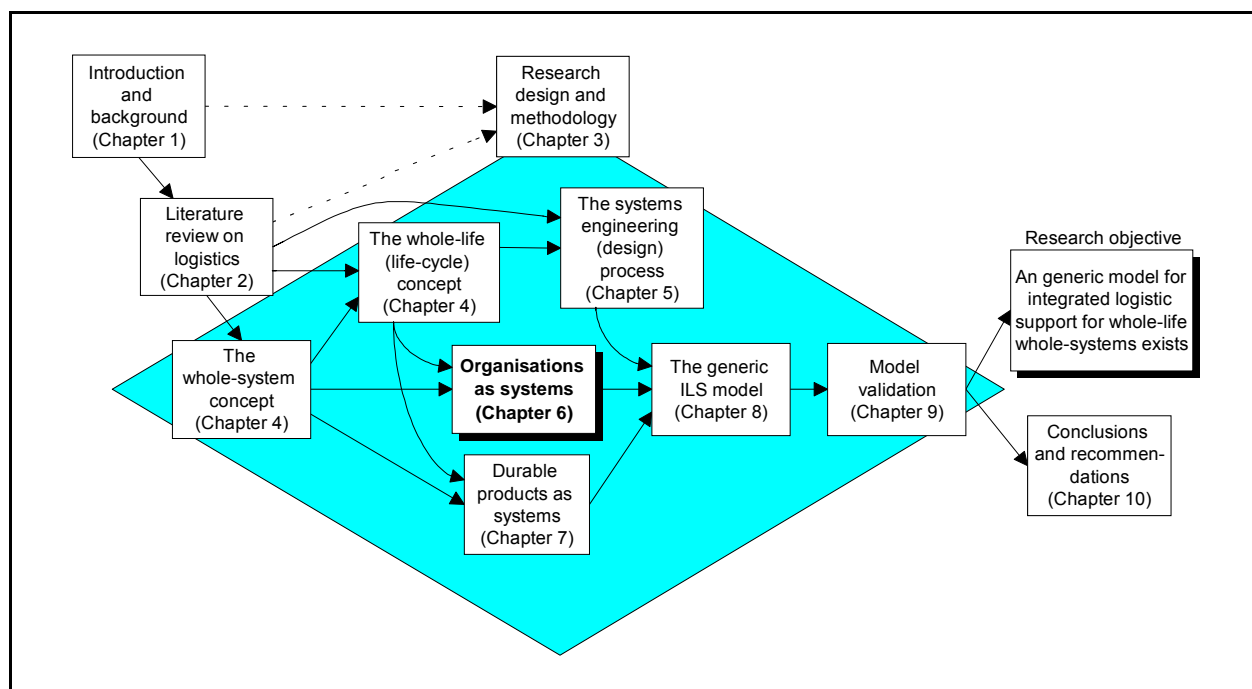 Introduction
and
background
(Chapter 1)
Research
design and
methodology
(Chapter 3)
Literature
review on
logistics
(Chapter 2)
The whole-life
(life-cycle)
concept
(Chapter 4)
The systems
engineering
(design)
process
(Chapter 5)
Research objective
An generic model for
integrated logistic
support for whole-life
whole-systems exists
The
whole-system
concept
(Chapter 4)
Organisations
as systems
(Chapter 6)
The generic
ILS model
(Chapter 8)
Model
validation
(Chapter 9)
Durable
products as
systems
(Chapter 7)
Conclusions
and recommen-
dations
(Chapter 10)